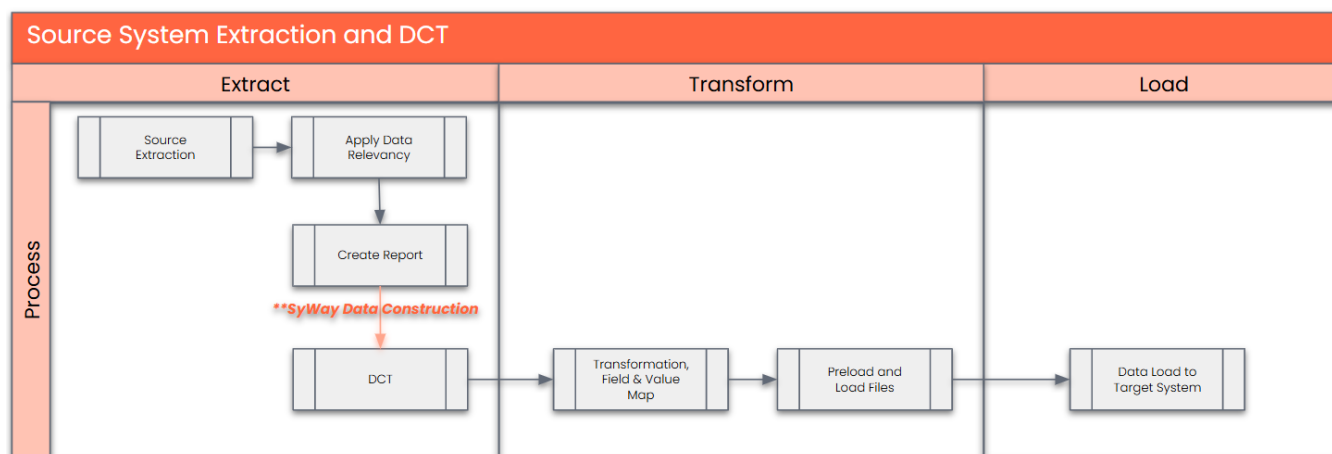 Source System Extraction and DCT
Extract
Transform
Load
Process
Source
Extraction
Apply Data
Relevancy
Create Report
**SyWay Data Construction
DCT
Transformation,
Field & Value
Map
Preload and
Load Files
Data Load to
Target System